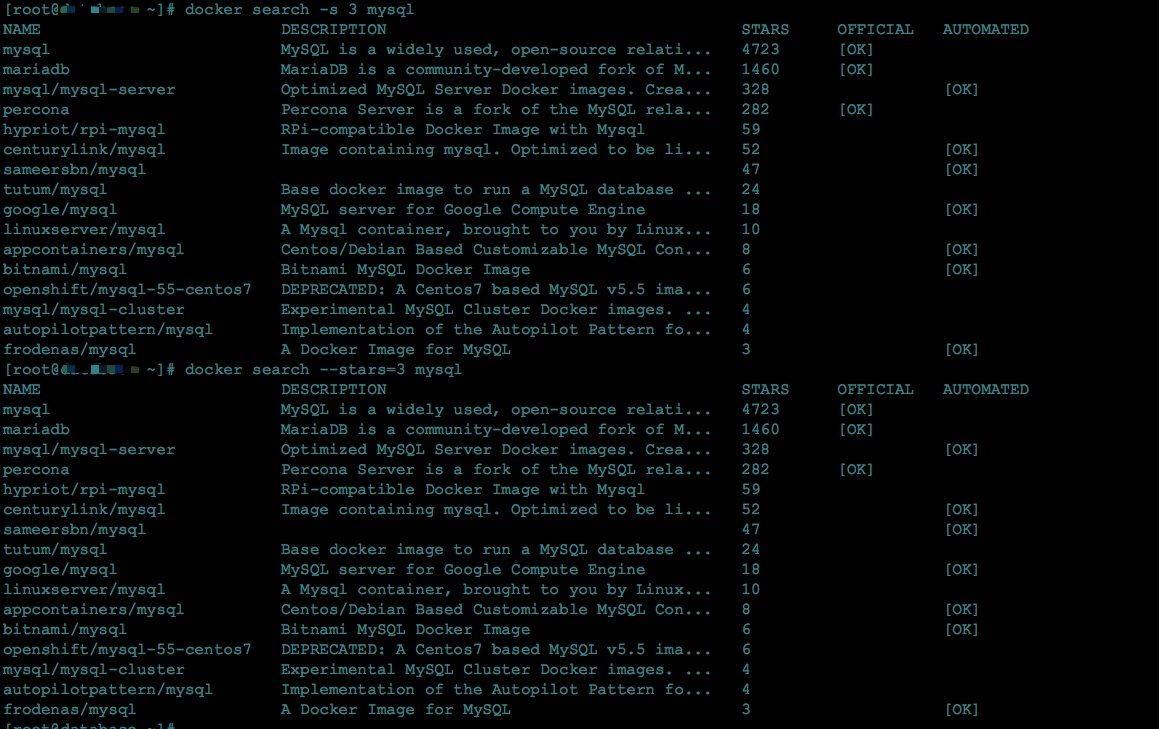 [root@ ~]# docker search -s 3 mysql
NAME DESCRIPTION STARS OFFICIAL AUTOMATED
mysql MySQL is a widely used, open-source relati... 4723 [OK]
mariadb MariaDB is a community-developed fork of M... 1460 [OK]
mysql/mysql-server Optimized MySQL Server Docker images. Crea... 328 [OK]
percona Percona Server is a fork of the MySQL rela... 282 [OK]
hypriot/rpi-mysql RPi-compatible Docker Image with Mysql 59
centurylink/mysql Image containing mysql. Optimized to be li... 52 [OK]
sameersbn/mysql 47 [OK]
tutum/mysql Base docker image to run a MySQL database ... 24
google/mysql MySQL server for Google Compute Engine 18 [OK]
linuxserver/mysql A Mysql container, brought to you by Linux... 10
appcontainers/mysql Centos/Debian Based Customizable MySQL Con... 8 [OK]
bitnami/mysql Bitnami MySQL Docker Image 6 [OK]
openshift/mysql-55-centos7 DEPRECATED: A Centos7 based MySQL v5.5 ima... 6
mysql/mysql-cluster Experimental MySQL Cluster Docker images. ... 4
autopilotpattern/mysql Implementation of the Autopilot Pattern fo... 4
frodenas/mysql A Docker Image for MySQL 3 [OK]
[root@ ~]# docker search --stars=3 mysql
NAME DESCRIPTION STARS OFFICIAL AUTOMATED
mysql MySQL is a widely used, open-source relati... 4723 [OK]
mariadb MariaDB is a community-developed fork of M... 1460 [OK]
mysql/mysql-server Optimized MySQL Server Docker images. Crea... 328 [OK]
percona Percona Server is a fork of the MySQL rela... 282 [OK]
hypriot/rpi-mysql RPi-compatible Docker Image with Mysql 59
centurylink/mysql Image containing mysql. Optimized to be li... 52 [OK]
sameersbn/mysql 47 [OK]
tutum/mysql Base docker image to run a MySQL database ... 24
google/mysql MySQL server for Google Compute Engine 18 [OK]
linuxserver/mysql A Mysql container, brought to you by Linux... 10
appcontainers/mysql Centos/Debian Based Customizable MySQL Con... 8 [OK]
bitnami/mysql Bitnami MySQL Docker Image 6 [OK]
openshift/mysql-55-centos7 DEPRECATED: A Centos7 based MySQL v5.5 ima... 6
mysql/mysql-cluster Experimental MySQL Cluster Docker images. ... 4
autopilotpattern/mysql Implementation of the Autopilot Pattern fo... 4
frodenas/mysql A Docker Image for MySQL 3 [OK]
[root@database ~]#